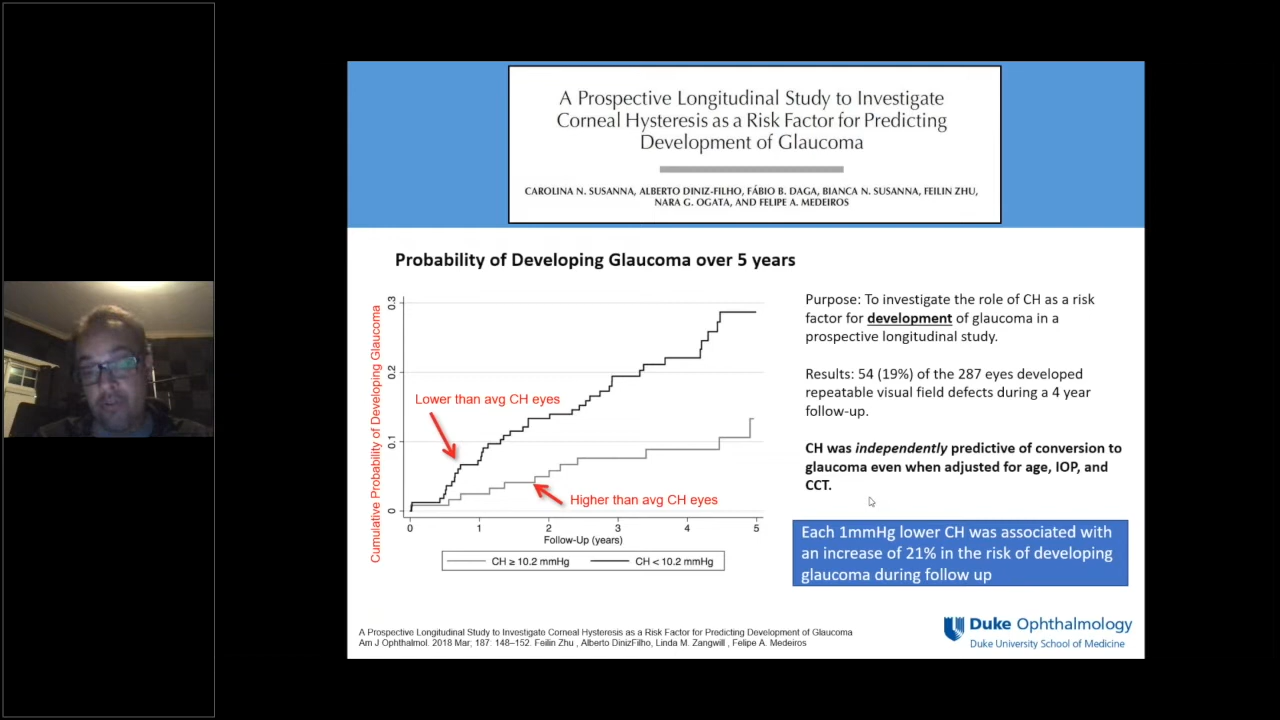 A Prospective Longitudinal Study to Investigate
Corneal Hysteresis as a Risk Factor for Predicting
Development of Glaucoma
CAROLINA N. SUSANNA, ALBERTO DINIZ-FILHO, FÁBIO B. DAGA, BIANCA N. SUSANNA, FEILIN ZHU,
NARA G. OGATA, AND FELIPE A. MEDEIROS
Probability of Developing Glaucoma over 5 years
Cumulative Probability of Developing Glaucoma
0.3
0.2
0.1
0
Lower than avg CH eyes
Higher than avg CH eyes
0 1 2 3 4 5
Follow-Up (years)
CH ≥ 10.2 mmHg CH < 10.2 mmHg
Purpose: To investigate the role of CH as a risk
factor for development of glaucoma in a
prospective longitudinal study.
Results: 54 (19%) of the 287 eyes developed
repeatable visual field defects during a 4 year
follow-up.
CH was independently predictive of conversion to
glaucoma even when adjusted for age, IOP, and
CCT.
Each 1mmHg lower CH was associated with
an increase of 21% in the risk of developing
glaucoma during follow up
A Prospective Longitudinal Study to Investigate Corneal Hysteresis as a Risk Factor for Predicting Development of Glaucoma
Am J Ophthalmol. 2018 Mar; 187: 148–152. Feilin Zhu , Alberto DinizFilho, Linda M. Zangwill , Felipe A. Medeiros
Duke Ophthalmology
Duke University School of Medicine